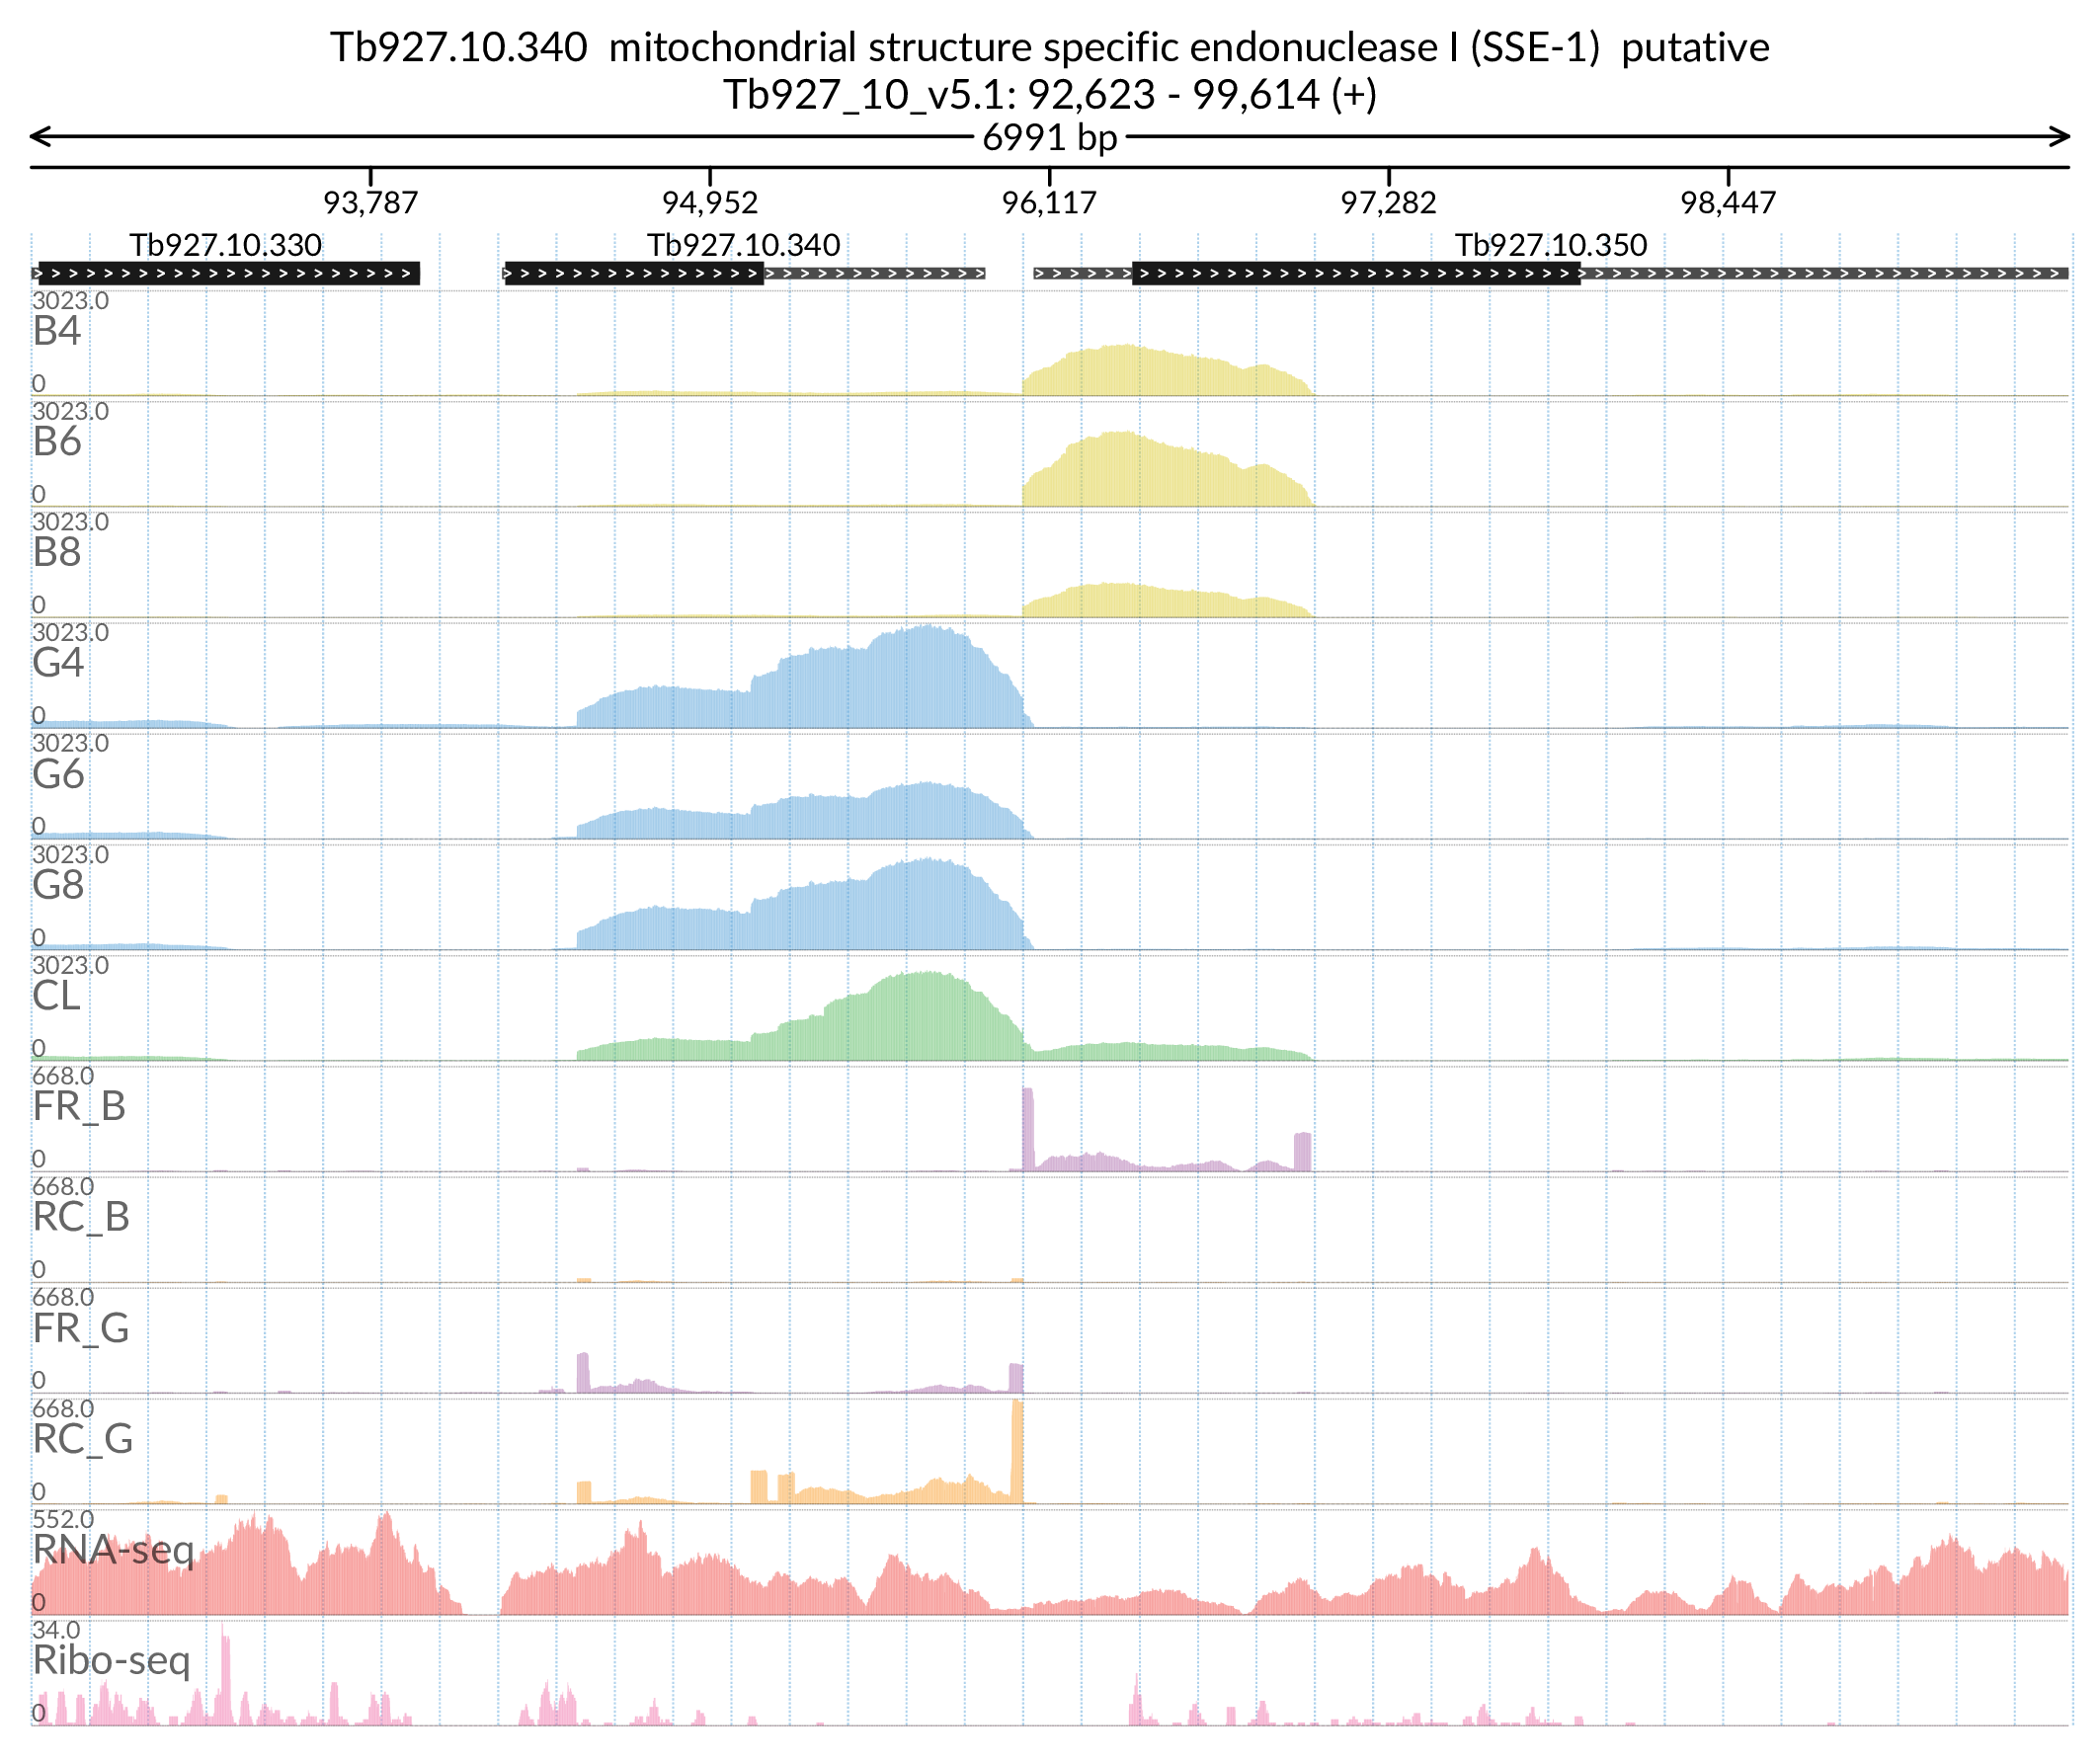 Tb927.10.340  mitochondrial structure specific endonuclease I (SSE-1)  putative
Tb927_10_v5.1: 92,623 - 99,614 (+)
6991 bp
93,787 94,952 96,117 97,282 98,447
Tb927.10.330 Tb927.10.340 Tb927.10.350
3023.0
B4
0
3023.0
B6
0
3023.0
B8
0
3023.0
G4
0
3023.0
G6
0
3023.0
G8
0
3023.0
CL
0
668.0
FR_B
0
668.0
RC_B
0
668.0
FR_G
0
668.0
RC_G
0
552.0
RNA-seq
0
34.0
Ribo-seq
0